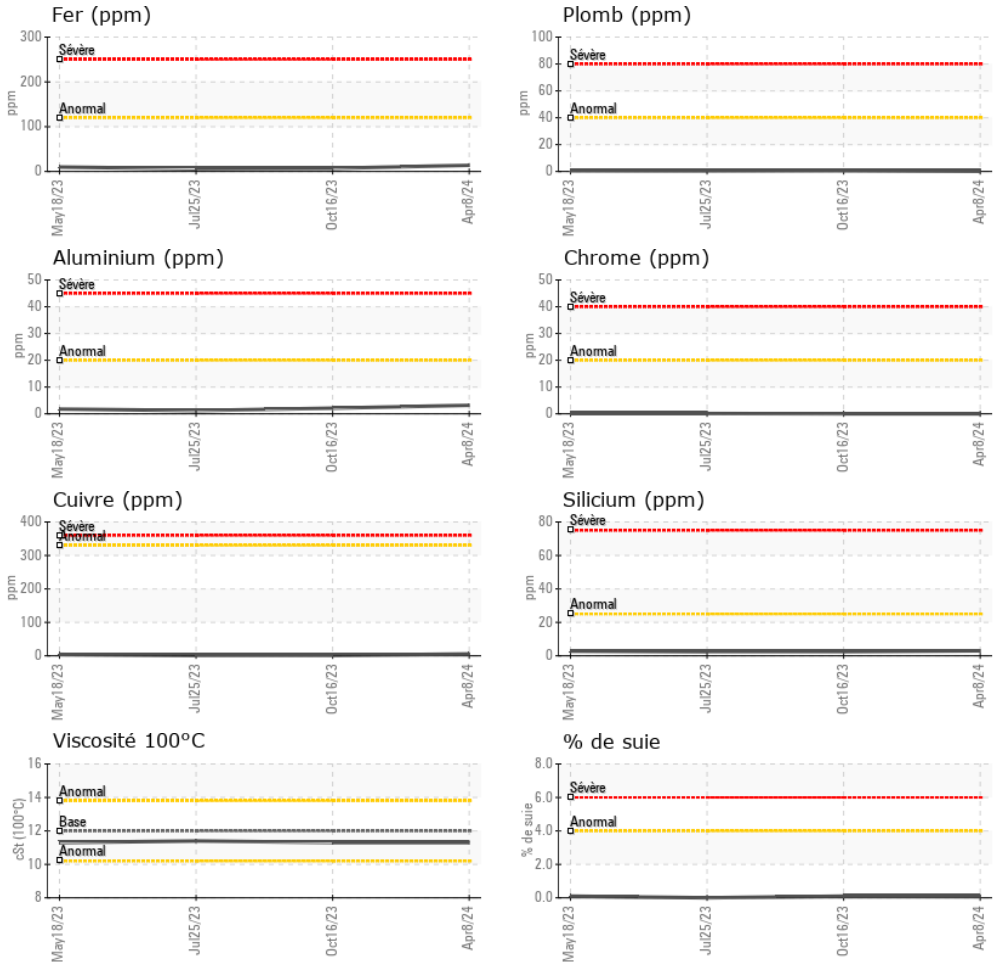 Fer (ppm)
300
200
100
0
ppm
Sévère
Anormal
May18/23
Jul25/23
Oct16/23
Apr8/24
Plomb (ppm)
100
80
60
40
20
0
ppm
Sévère
Anormal
May18/23
Jul25/23
Oct16/23
Apr8/24
Aluminium (ppm)
50
40
30
20
10
0
ppm
Sévère
Anormal
May18/23
Jul25/23
Oct16/23
Apr8/24
Chrome (ppm)
50
40
30
20
10
0
ppm
Sévère
Anormal
May18/23
Jul25/23
Oct16/23
Apr8/24
Cuivre (ppm)
400
300
200
100
0
ppm
Sévère
Anormal
May18/23
Jul25/23
Oct16/23
Apr8/24
Silicium (ppm)
80
60
40
20
0
ppm
Sévère
Anormal
May18/23
Jul25/23
Oct16/23
Apr8/24
Viscosité 100°C
16
14
12
10
8
cSt (100°C)
Anormal
Base
Anormal
May18/23
Jul25/23
Oct16/23
Apr8/24
% de suie
8.0
6.0
4.0
2.0
0.0
% de suie
Sévère
Anormal
May18/23
Jul25/23
Oct16/23
Apr8/24